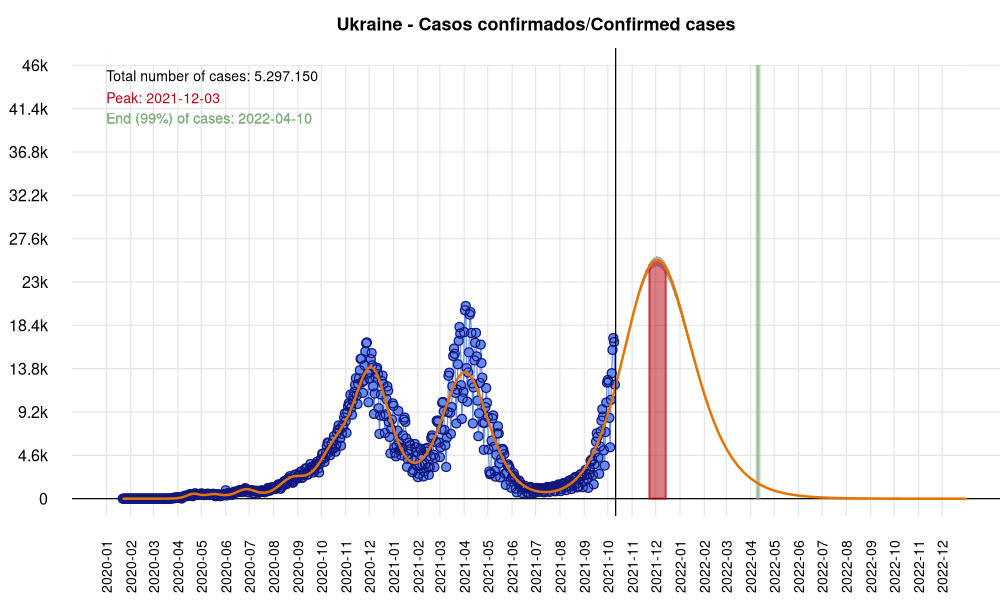 Ukraine - Casos confirmados/Confirmed cases
46k
Total number of cases: 5.297.150
Peak: 2021-12-03
41.4k
End (99%) of cases: 2022-04-10
36.8k
32.2k
27.6k
23k
18.4k
13.8k
9.2k
4.6k
0
2020-01
2020-02
2020-03
2020-04
2020-05
2020-06
2020-07
2020-08
2020-09
2020-10
2020-11
2020-12
2021-01
2021-02
2021-03
2021-04
2021-05
2021-06
2021-07
2021-08
2021-09
2021-10
2021-11
2021-12
2022-01
2022-02
2022-03
2022-04
2022-05
2022-06
2022-07
2022-08
2022-09
2022-10
2022-11
2022-12